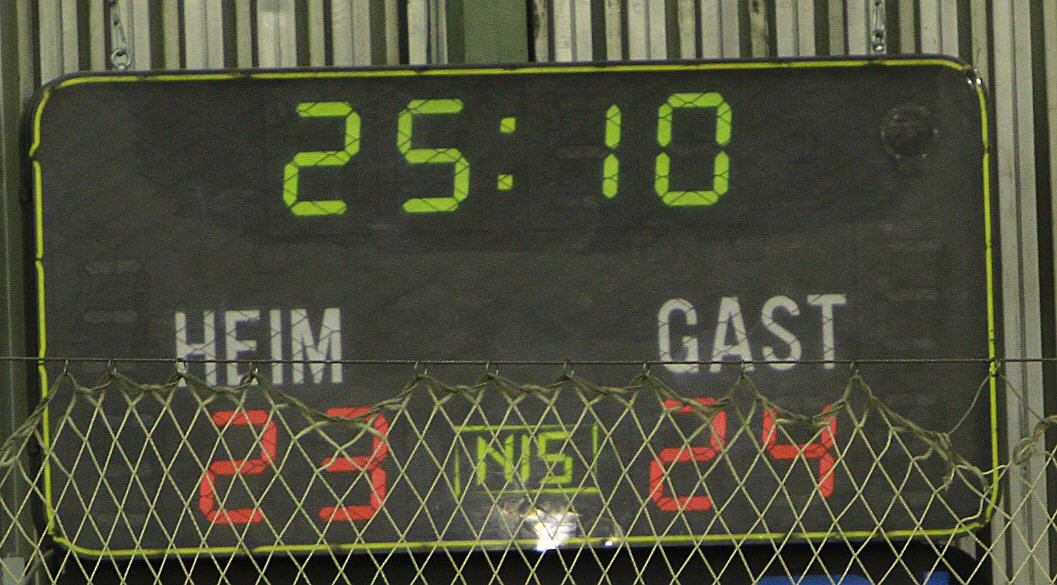 25:10
HEIM GAST
23 NIS 24